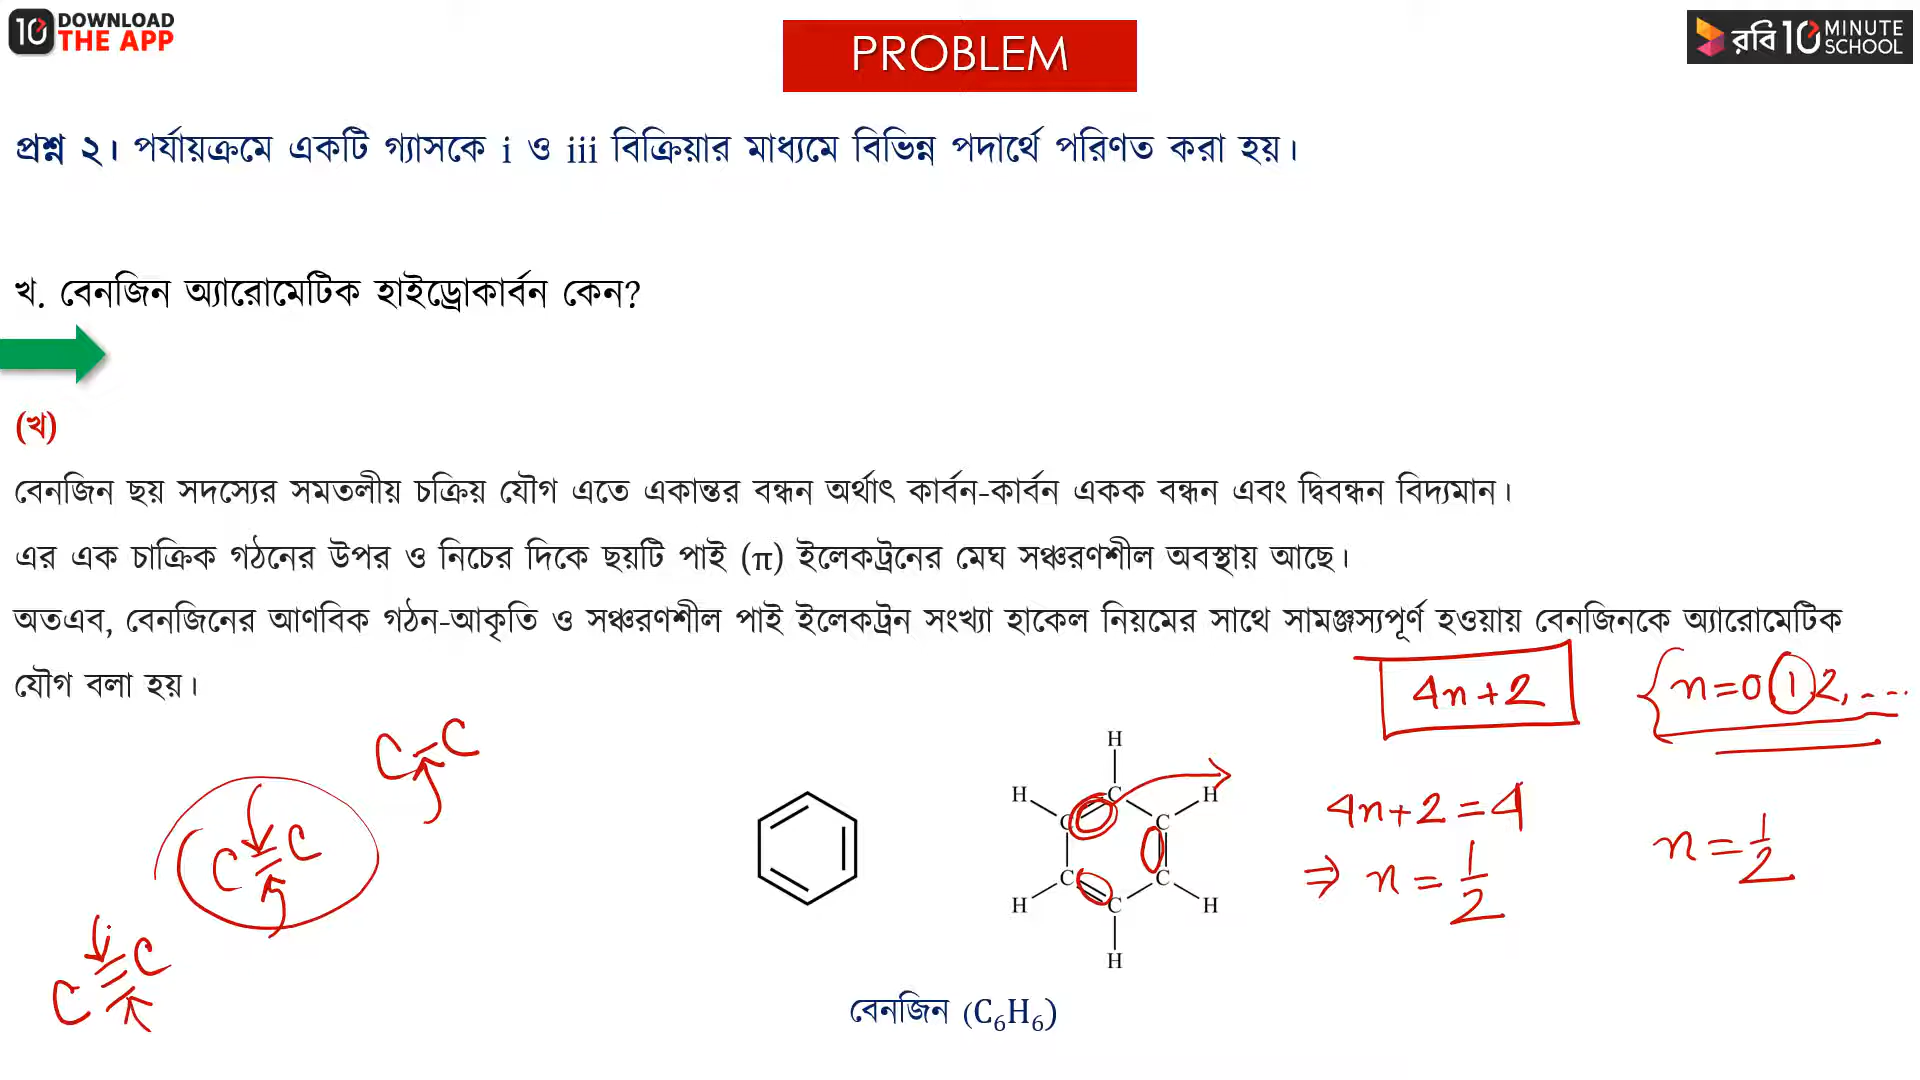 10 DOWNLOAD
THE APP
PROBLEM
রবি 10 MINUTE
SCHOOL
প্রশ্ন ২। পর্যায়ক্রমে একটি গ্যাসকে i ও iii বিক্রিয়ার মাধ্যমে বিভিন্ন পদার্থে পরিণত করা হয়।
খ. বেনজিন অ্যারোমেটিক হাইড্রোকার্বন কেন?
(খ)
বেনজিন ছয় সদস্যের সমতলীয় চক্রিয় যৌগ এতে একান্তর বন্ধন অর্থাৎ কার্বন-কার্বন একক বন্ধন এবং দ্বিবন্ধন বিদ্যমান।
এর এক চাক্রিক গঠনের উপর ও নিচের দিকে ছয়টি পাই (π) ইলেকট্রনের মেঘ সঞ্চরণশীল অবস্থায় আছে।
অতএব, বেনজিনের আণবিক গঠন-আকৃতি ও সঞ্চরণশীল পাই ইলেকট্রন সংখ্যা হাকেল নিয়মের সাথে সামঞ্জস্যপূর্ণ হওয়ায় বেনজিনকে অ্যারোমেটিক
যৌগ বলা হয়।
4n+2
n=0 1 2, ....
C–C
C=C
C≡C
H
H C H
C C
C C
H C H
H
4n+2=4
⇒ n = 1/2
n = 1/2
বেনজিন (C₆H₆)